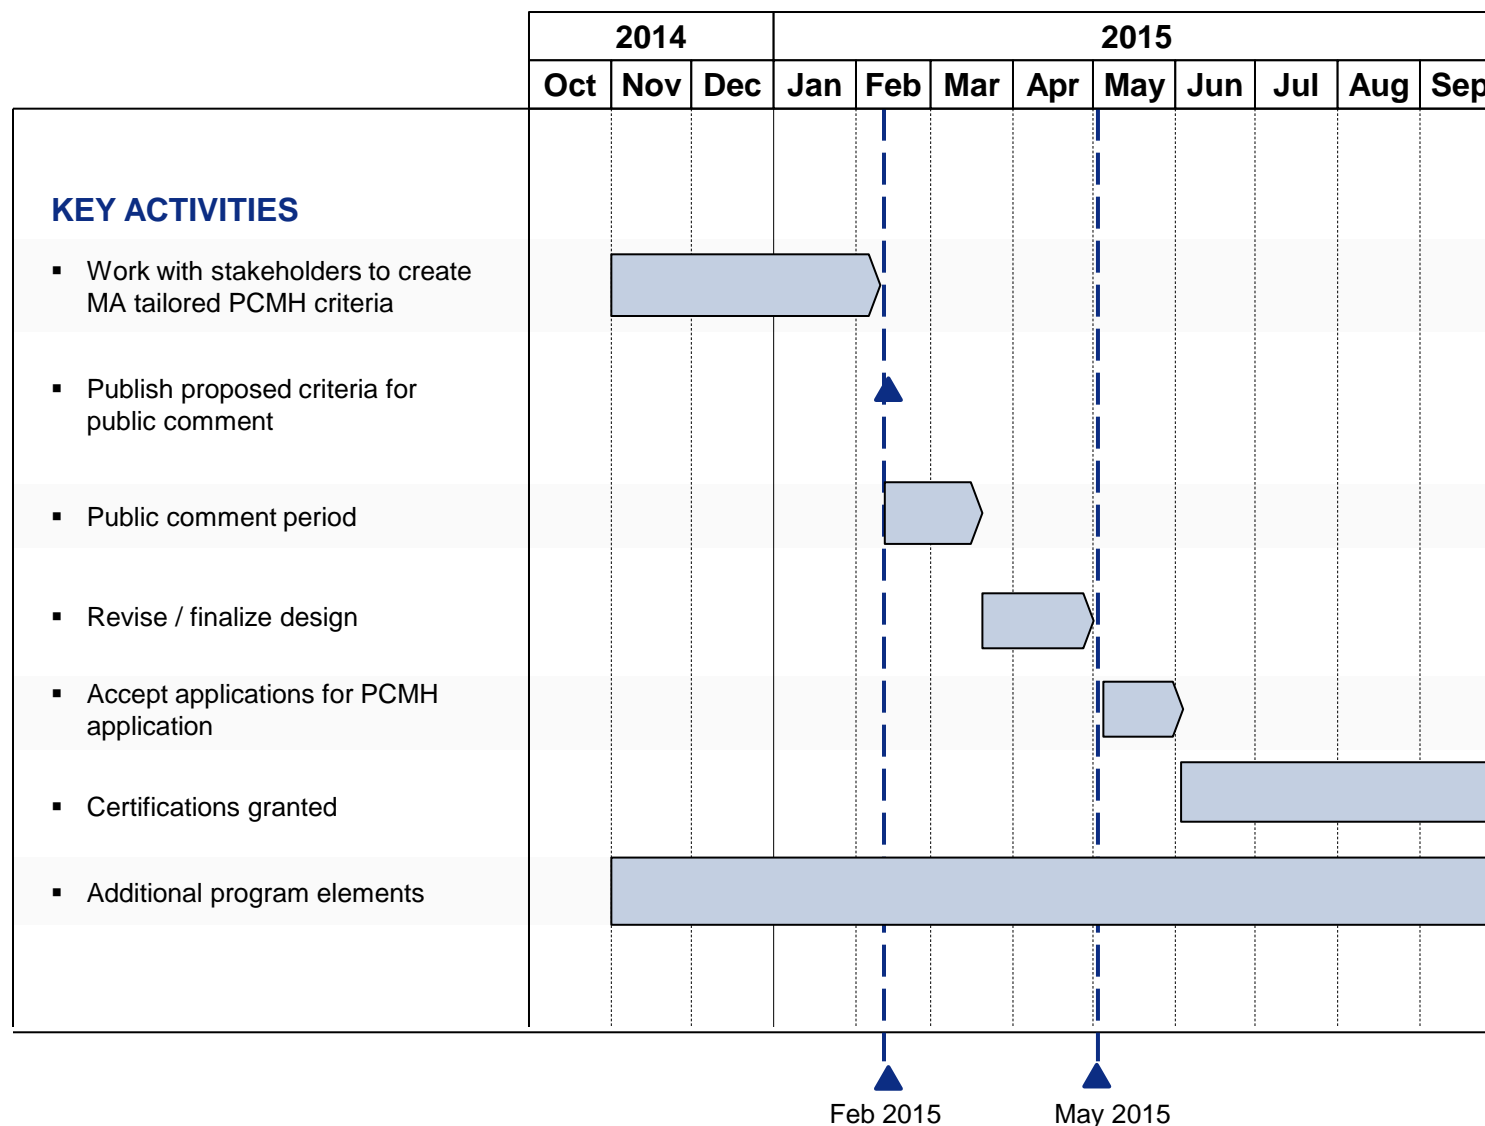 2014
2015
Oct Nov Dec Jan Feb Mar Apr May Jun Jul Aug Sep
KEY ACTIVITIES
▪ Work with stakeholders to create
MA tailored PCMH criteria
▪ Publish proposed criteria for
public comment
▪ Public comment period
▪ Revise / finalize design
▪ Accept applications for PCMH
application
▪ Certifications granted
▪ Additional program elements
Feb 2015
May 2015